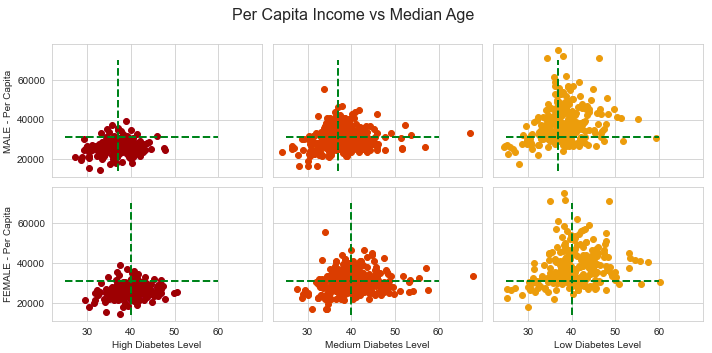 Per Capita Income vs Median Age
MALE - Per Capita
60000
40000
20000
FEMALE - Per Capita
60000
40000
20000
30 40 50 60
30 40 50 60
30 40 50 60
High Diabetes Level
Medium Diabetes Level
Low Diabetes Level